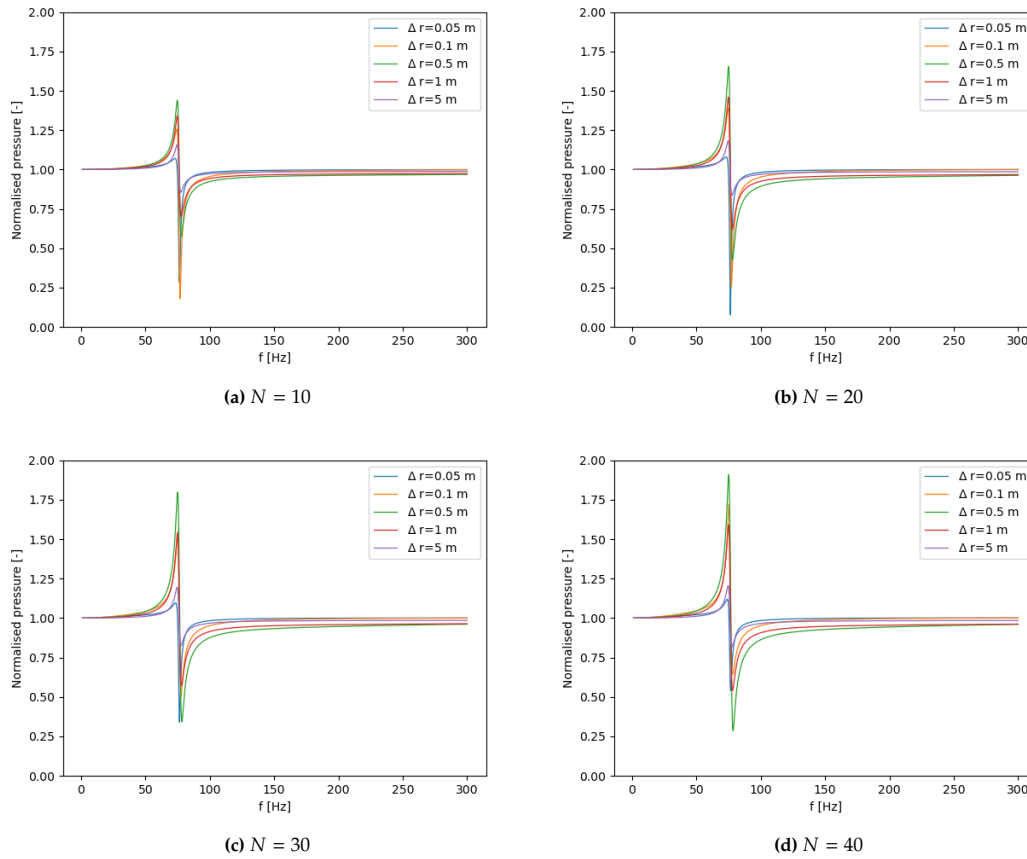 2.00
1.75
1.50
1.25
1.00
0.75
0.50
0.25
0.00
Normalised pressure [-]
0 50 100 150 200 250 300
f [Hz]
Δ r=0.05 m
Δ r=0.1 m
Δ r=0.5 m
Δ r=1 m
Δ r=5 m
(a) N = 10
2.00
1.75
1.50
1.25
1.00
0.75
0.50
0.25
0.00
Normalised pressure [-]
0 50 100 150 200 250 300
f [Hz]
Δ r=0.05 m
Δ r=0.1 m
Δ r=0.5 m
Δ r=1 m
Δ r=5 m
(b) N = 20
2.00
1.75
1.50
1.25
1.00
0.75
0.50
0.25
0.00
Normalised pressure [-]
0 50 100 150 200 250 300
f [Hz]
Δ r=0.05 m
Δ r=0.1 m
Δ r=0.5 m
Δ r=1 m
Δ r=5 m
(c) N = 30
2.00
1.75
1.50
1.25
1.00
0.75
0.50
0.25
0.00
Normalised pressure [-]
0 50 100 150 200 250 300
f [Hz]
Δ r=0.05 m
Δ r=0.1 m
Δ r=0.5 m
Δ r=1 m
Δ r=5 m
(d) N = 40